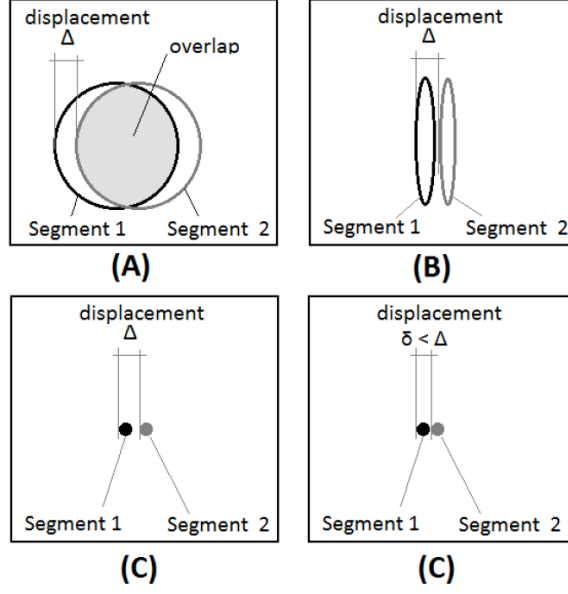 displacement
Δ
overlap
Segment 1
Segment 2
(A)
displacement
Δ
Segment 1
Segment 2
(B)
displacement
Δ
Segment 1
Segment 2
(C)
displacement
δ < Δ
Segment 1
Segment 2
(C)